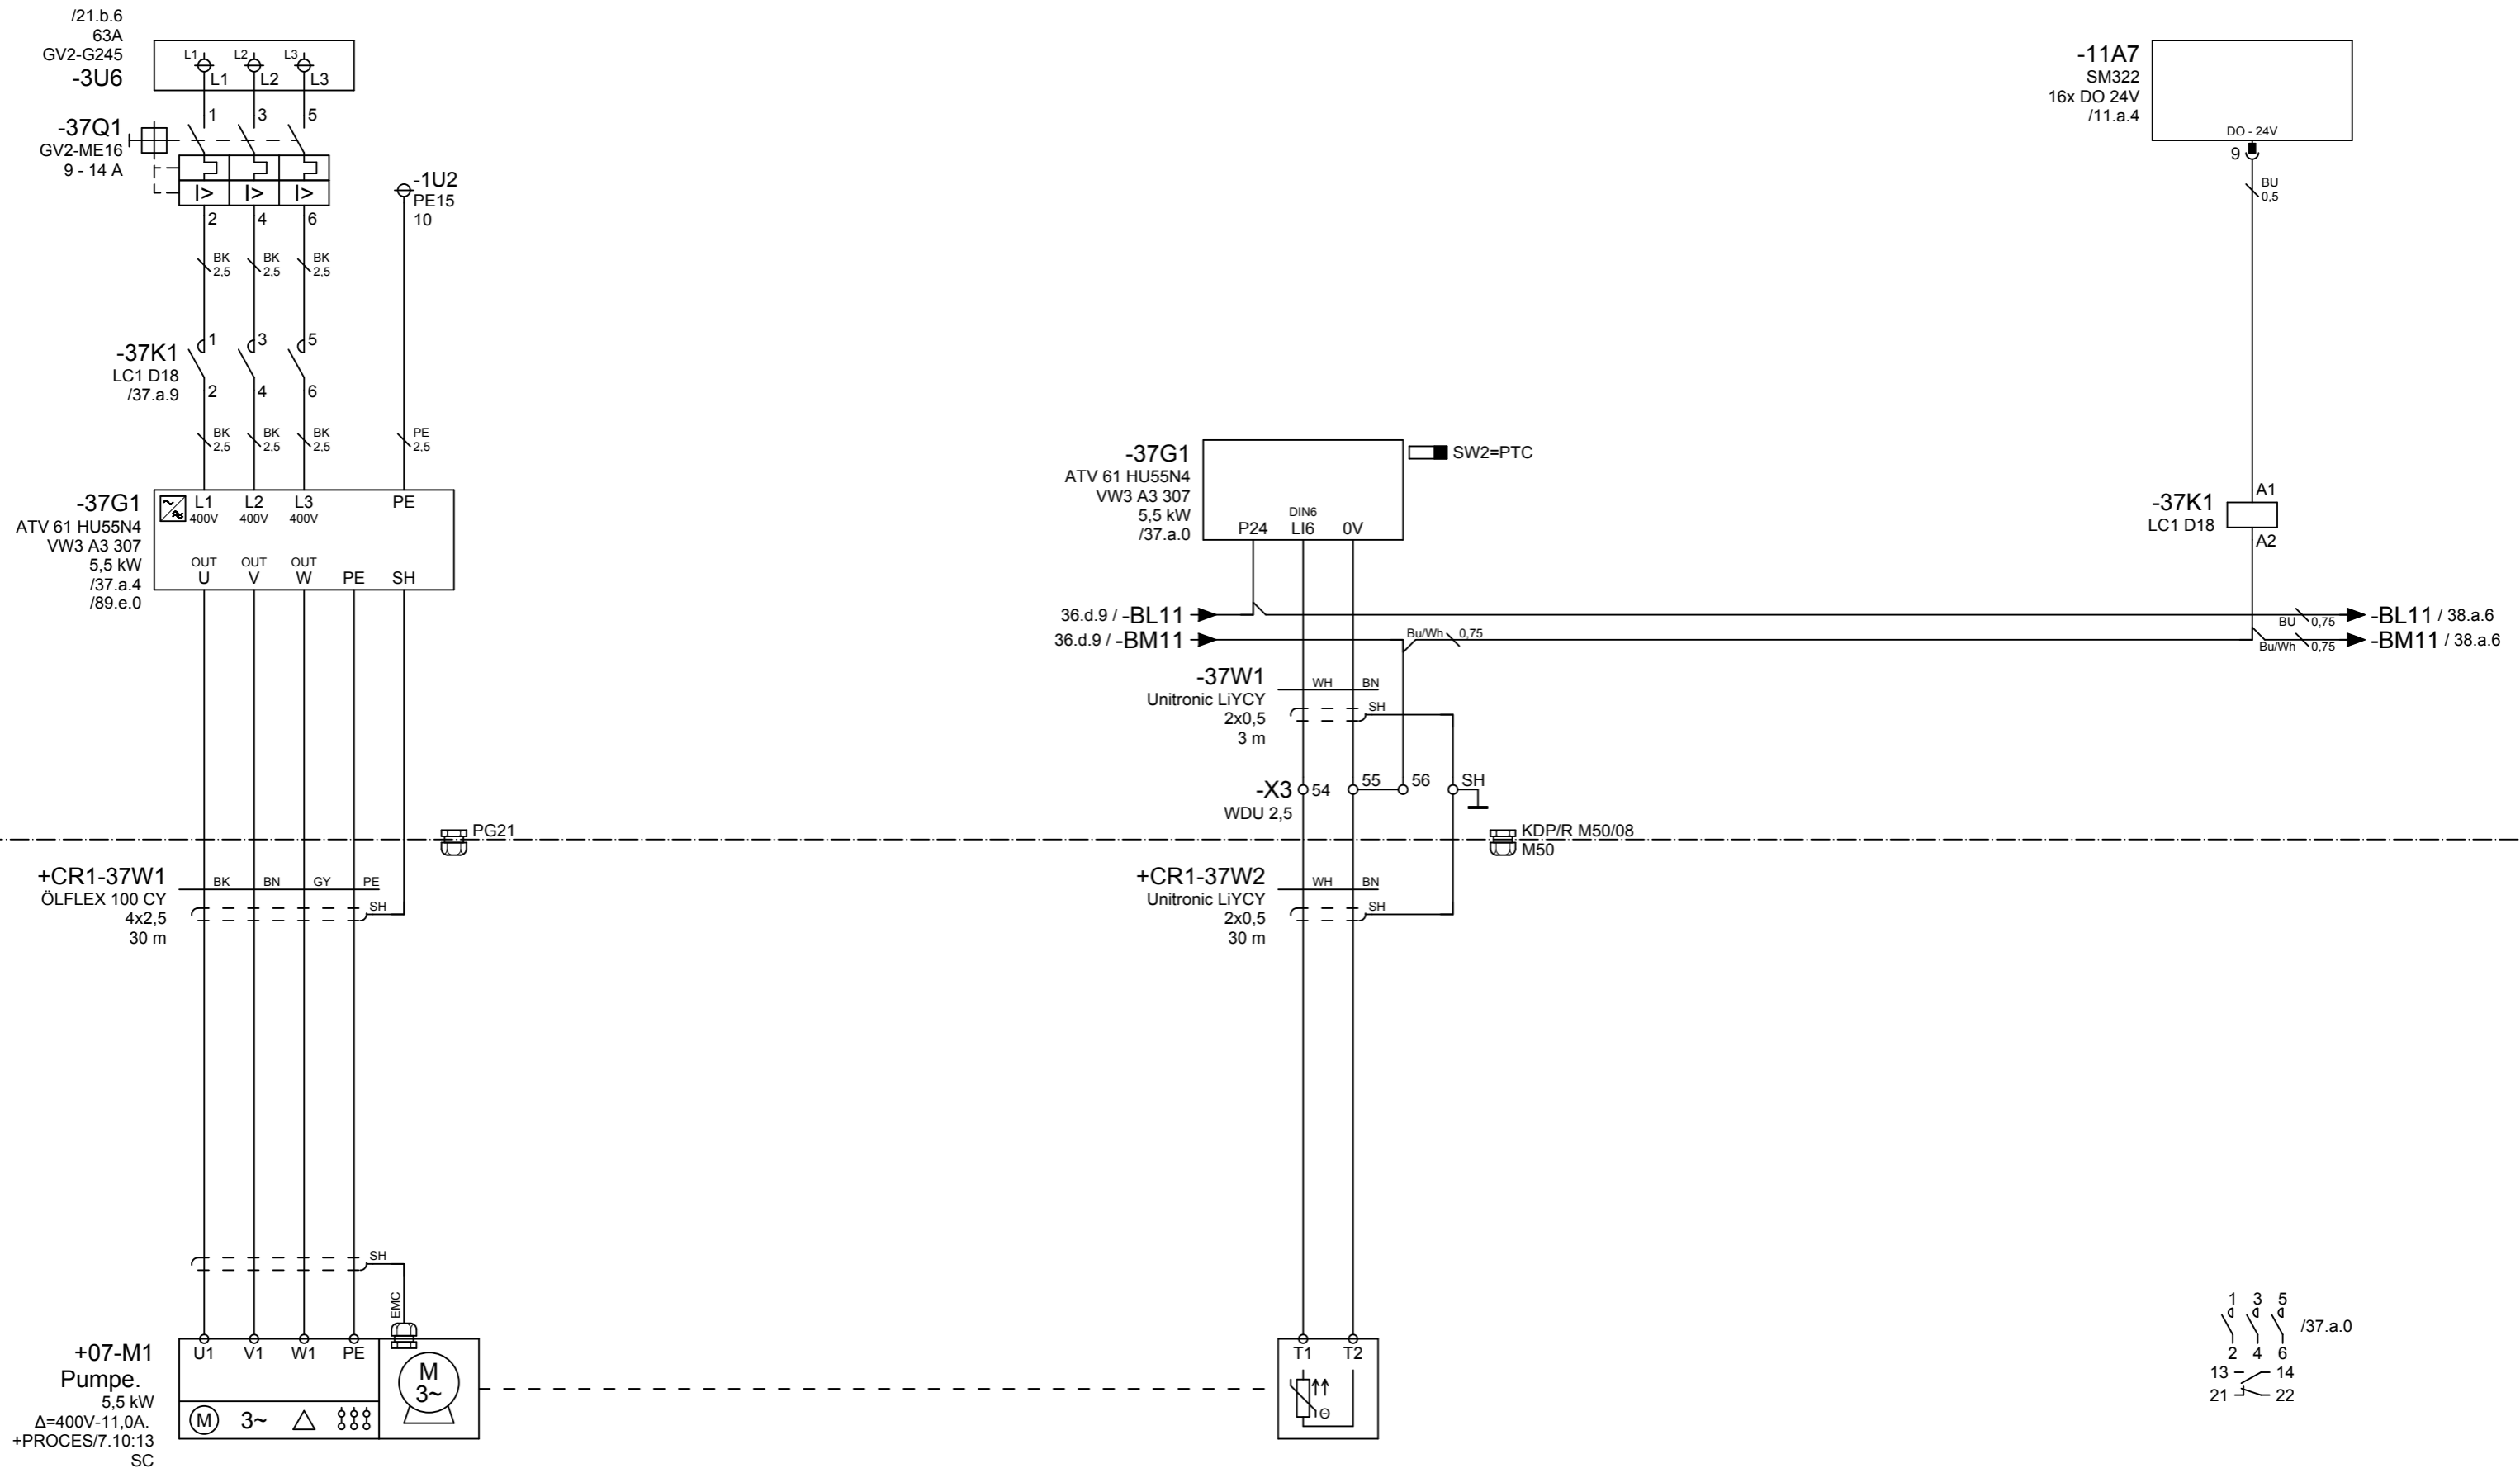 /21.b.6
63A
GV2-G245
-3U6
L1 L2 L3
L1 L2 L3
1 3 5
-37Q1
GV2-ME16
9 - 14 A
I> I> I>
2 4 6
-1U2
PE15
10
BK BK BK
2,5 2,5 2,5
1 3 5
-37K1
LC1 D18
/37.a.9
2 4 6
BK BK BK PE
2,5 2,5 2,5 2,5
-37G1
ATV 61 HU55N4
VW3 A3 307
5,5 kW
/37.a.4
/89.e.0
L1 L2 L3 PE
400V 400V 400V
OUT OUT OUT
U V W PE SH
PG21
+CR1-37W1
ÖLFLEX 100 CY
4x2,5
30 m
BK BN GY PE
SH
SH
EMC
+07-M1
Pumpe.
5,5 kW
Δ=400V-11,0A.
+PROCES/7.10:13
SC
U1 V1 W1 PE
M 3~
M
3~
-37G1
ATV 61 HU55N4
VW3 A3 307
5,5 kW
/37.a.0
SW2=PTC
DIN6
P24 LI6 0V
36.d.9 / -BL11
36.d.9 / -BM11
Bu/Wh 0,75
-37W1
Unitronic LiYCY
2x0,5
3 m
WH BN
SH
-X3
WDU 2,5
54 55 56 SH
KDP/R M50/08
M50
+CR1-37W2
Unitronic LiYCY
2x0,5
30 m
WH BN
SH
T1 T2
Θ
-11A7
SM322
16x DO 24V
/11.a.4
DO - 24V
9
BU
0,5
-37K1
LC1 D18
A1
A2
BU 0,75
-BL11 / 38.a.6
Bu/Wh 0,75
-BM11 / 38.a.6
1 3 5
/37.a.0
2 4 6
13 14
21 22